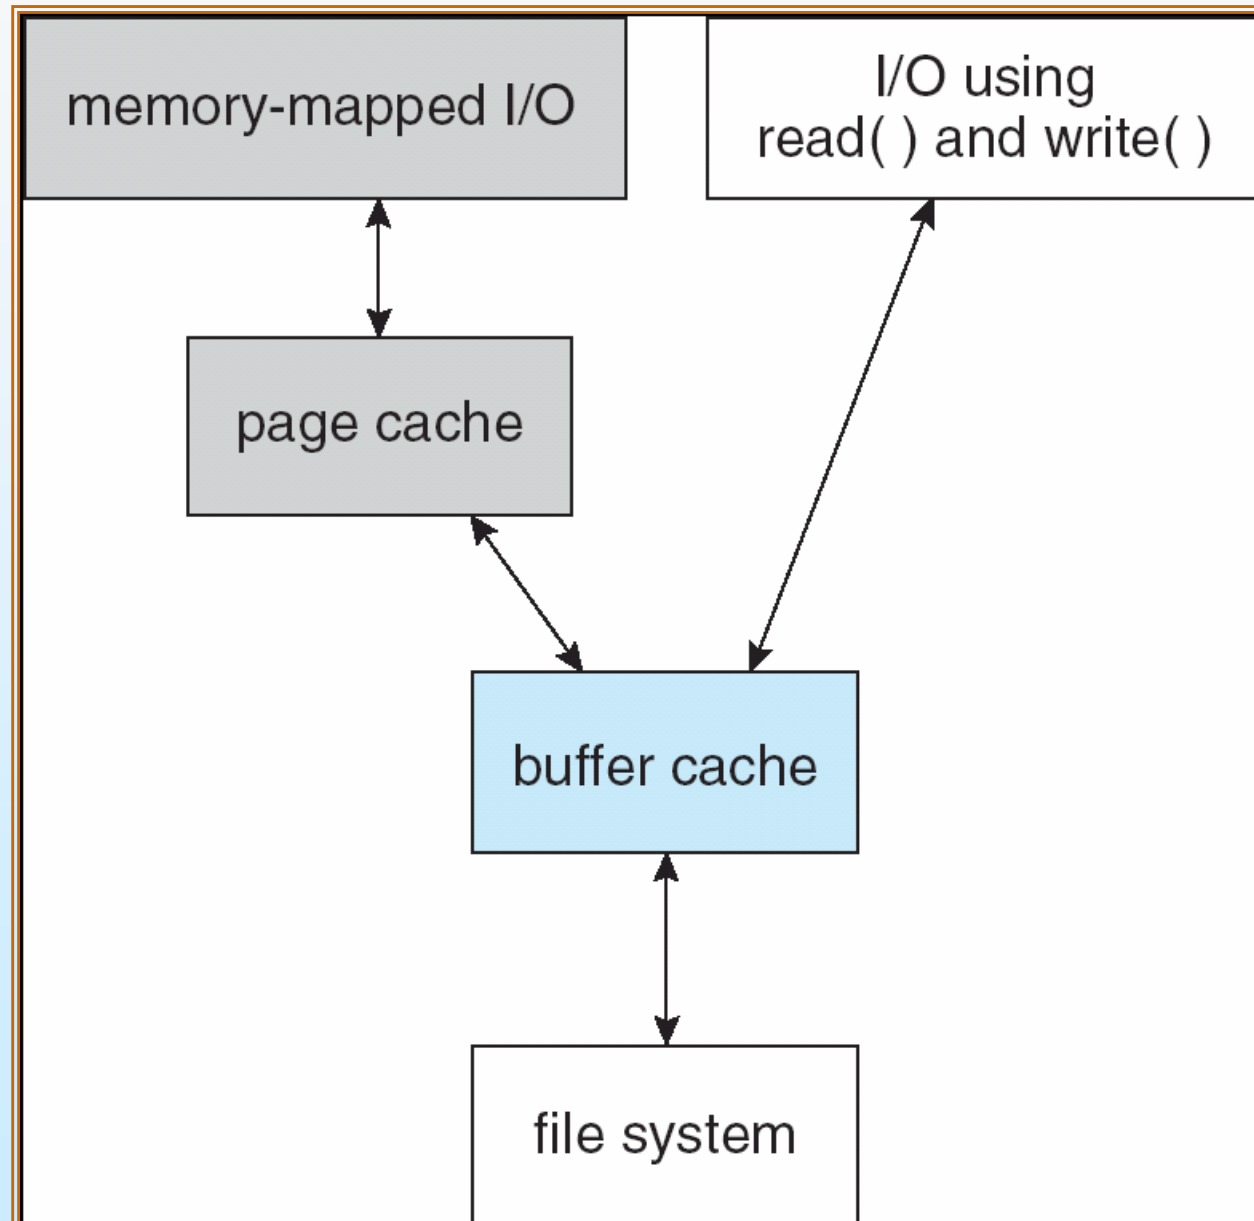 memory-mapped I/O
I/O using
read( ) and write( )
page cache
buffer cache
file system